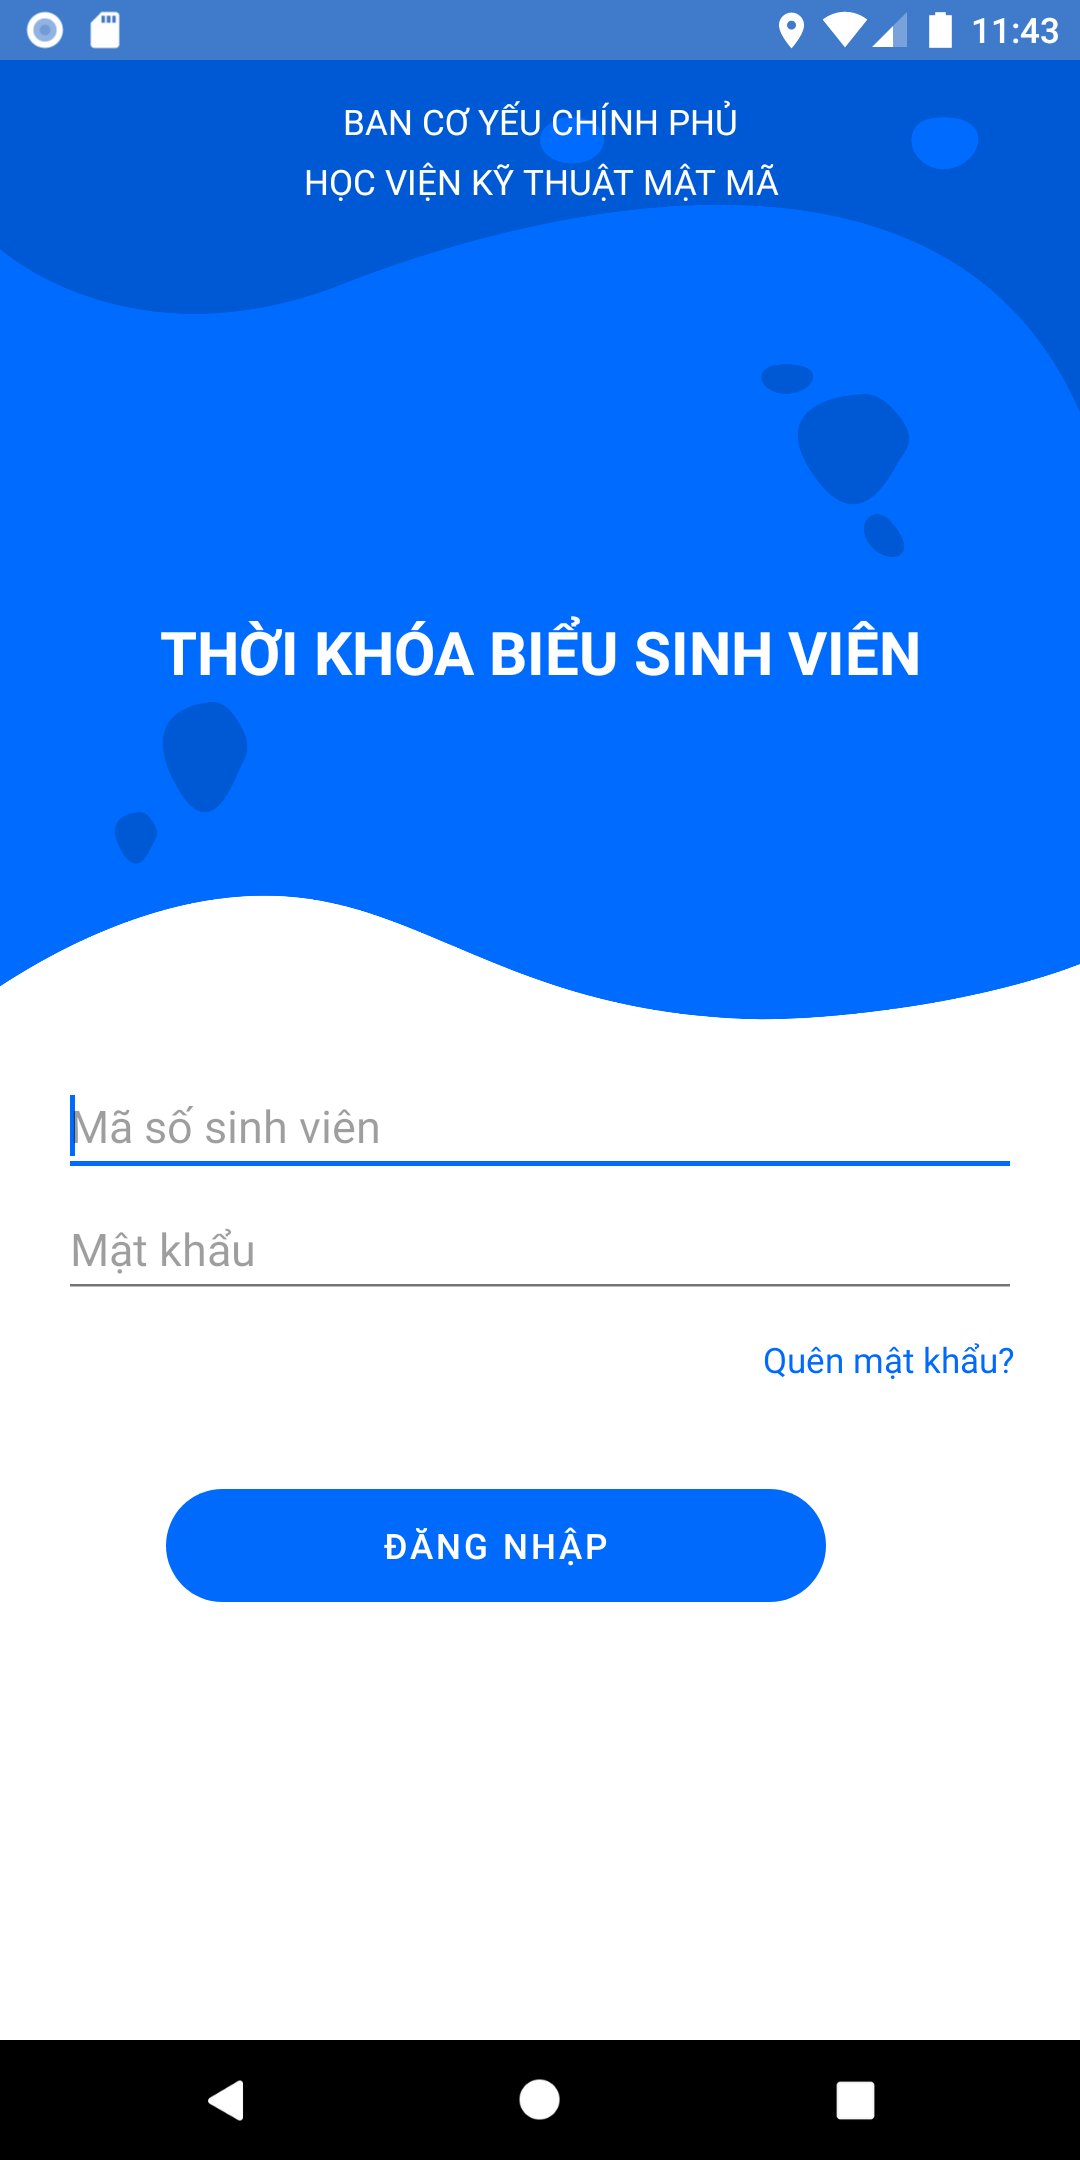 11:43
BAN CƠ YẾU CHÍNH PHỦ
HỌC VIỆN KỸ THUẬT MẬT MÃ
THỜI KHÓA BIỂU SINH VIÊN
Mã số sinh viên
Mật khẩu
Quên mật khẩu?
ĐĂNG NHẬP